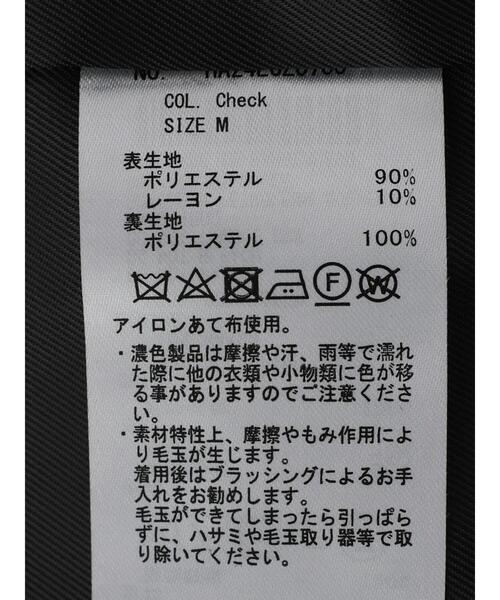 COL. Check
SIZE M
表生地
ポリエステル 90%
レーヨン 10%
裏生地
ポリエステル 100%
F W
アイロンあて布使用。
・濃色製品は摩擦や汗、雨等で濡れ
た際に他の衣類や小物類に色が移
る事がありますのでご注意くださ
い。
・素材特性上、摩擦やもみ作用によ
り毛玉が生じます。
着用後はブラッシングによるお手
入れをお勧めします。
毛玉ができてしまったら引っぱら
ずに、ハサミや毛玉取り器等で取
り除いてください。